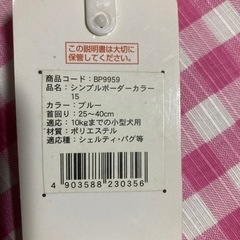 この説明書は大切に
保管してください。
商品コード：BP9959
品名：シンプルボーダーカラー
15
カラー：ブルー
首回り：25〜40cm
適応：10kgまでの小型犬用
材質：ポリエステル
適応種：シェルティ・パグ等
4 903588 230356